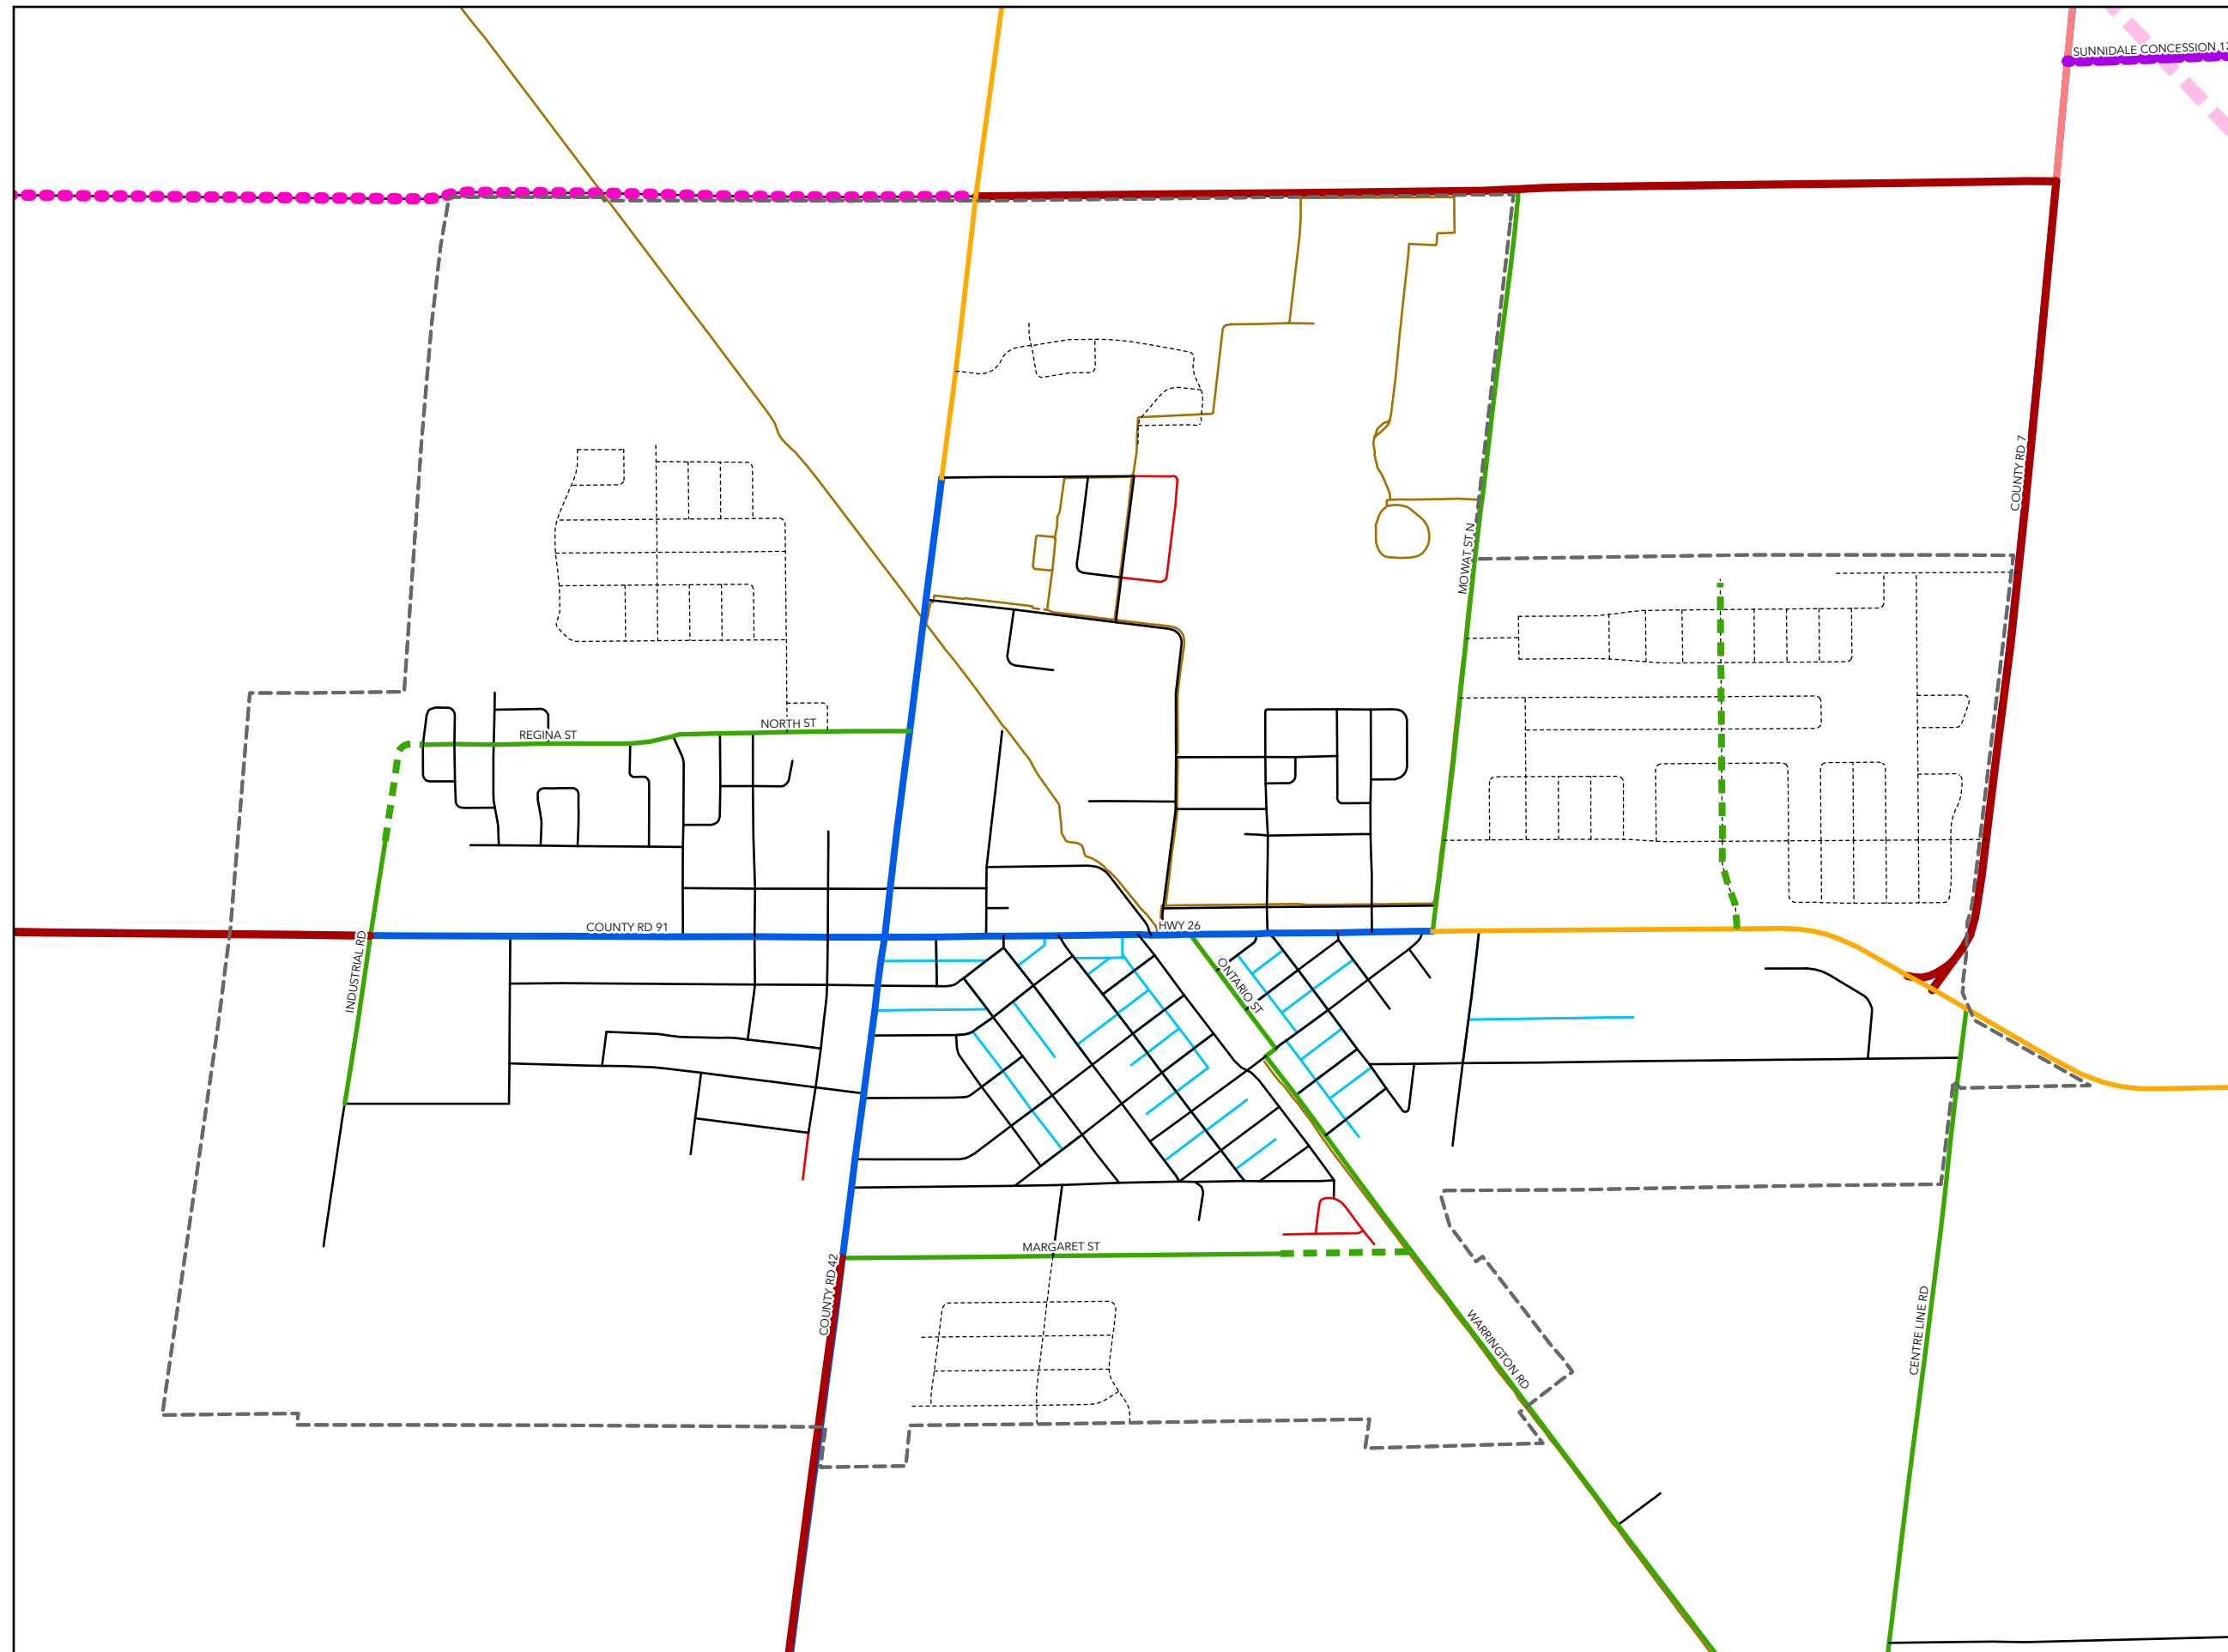 SUNNIDALE CONCESSION 12
COUNTY RD 7
MOWAT ST N
NORTH ST
REGINA ST
COUNTY RD 91
HWY 26
INDUSTRIAL RD
ONTARIO ST
MARGARET ST
COUNTY RD 42
WARRINGTON RD
CENTRE LINE RD